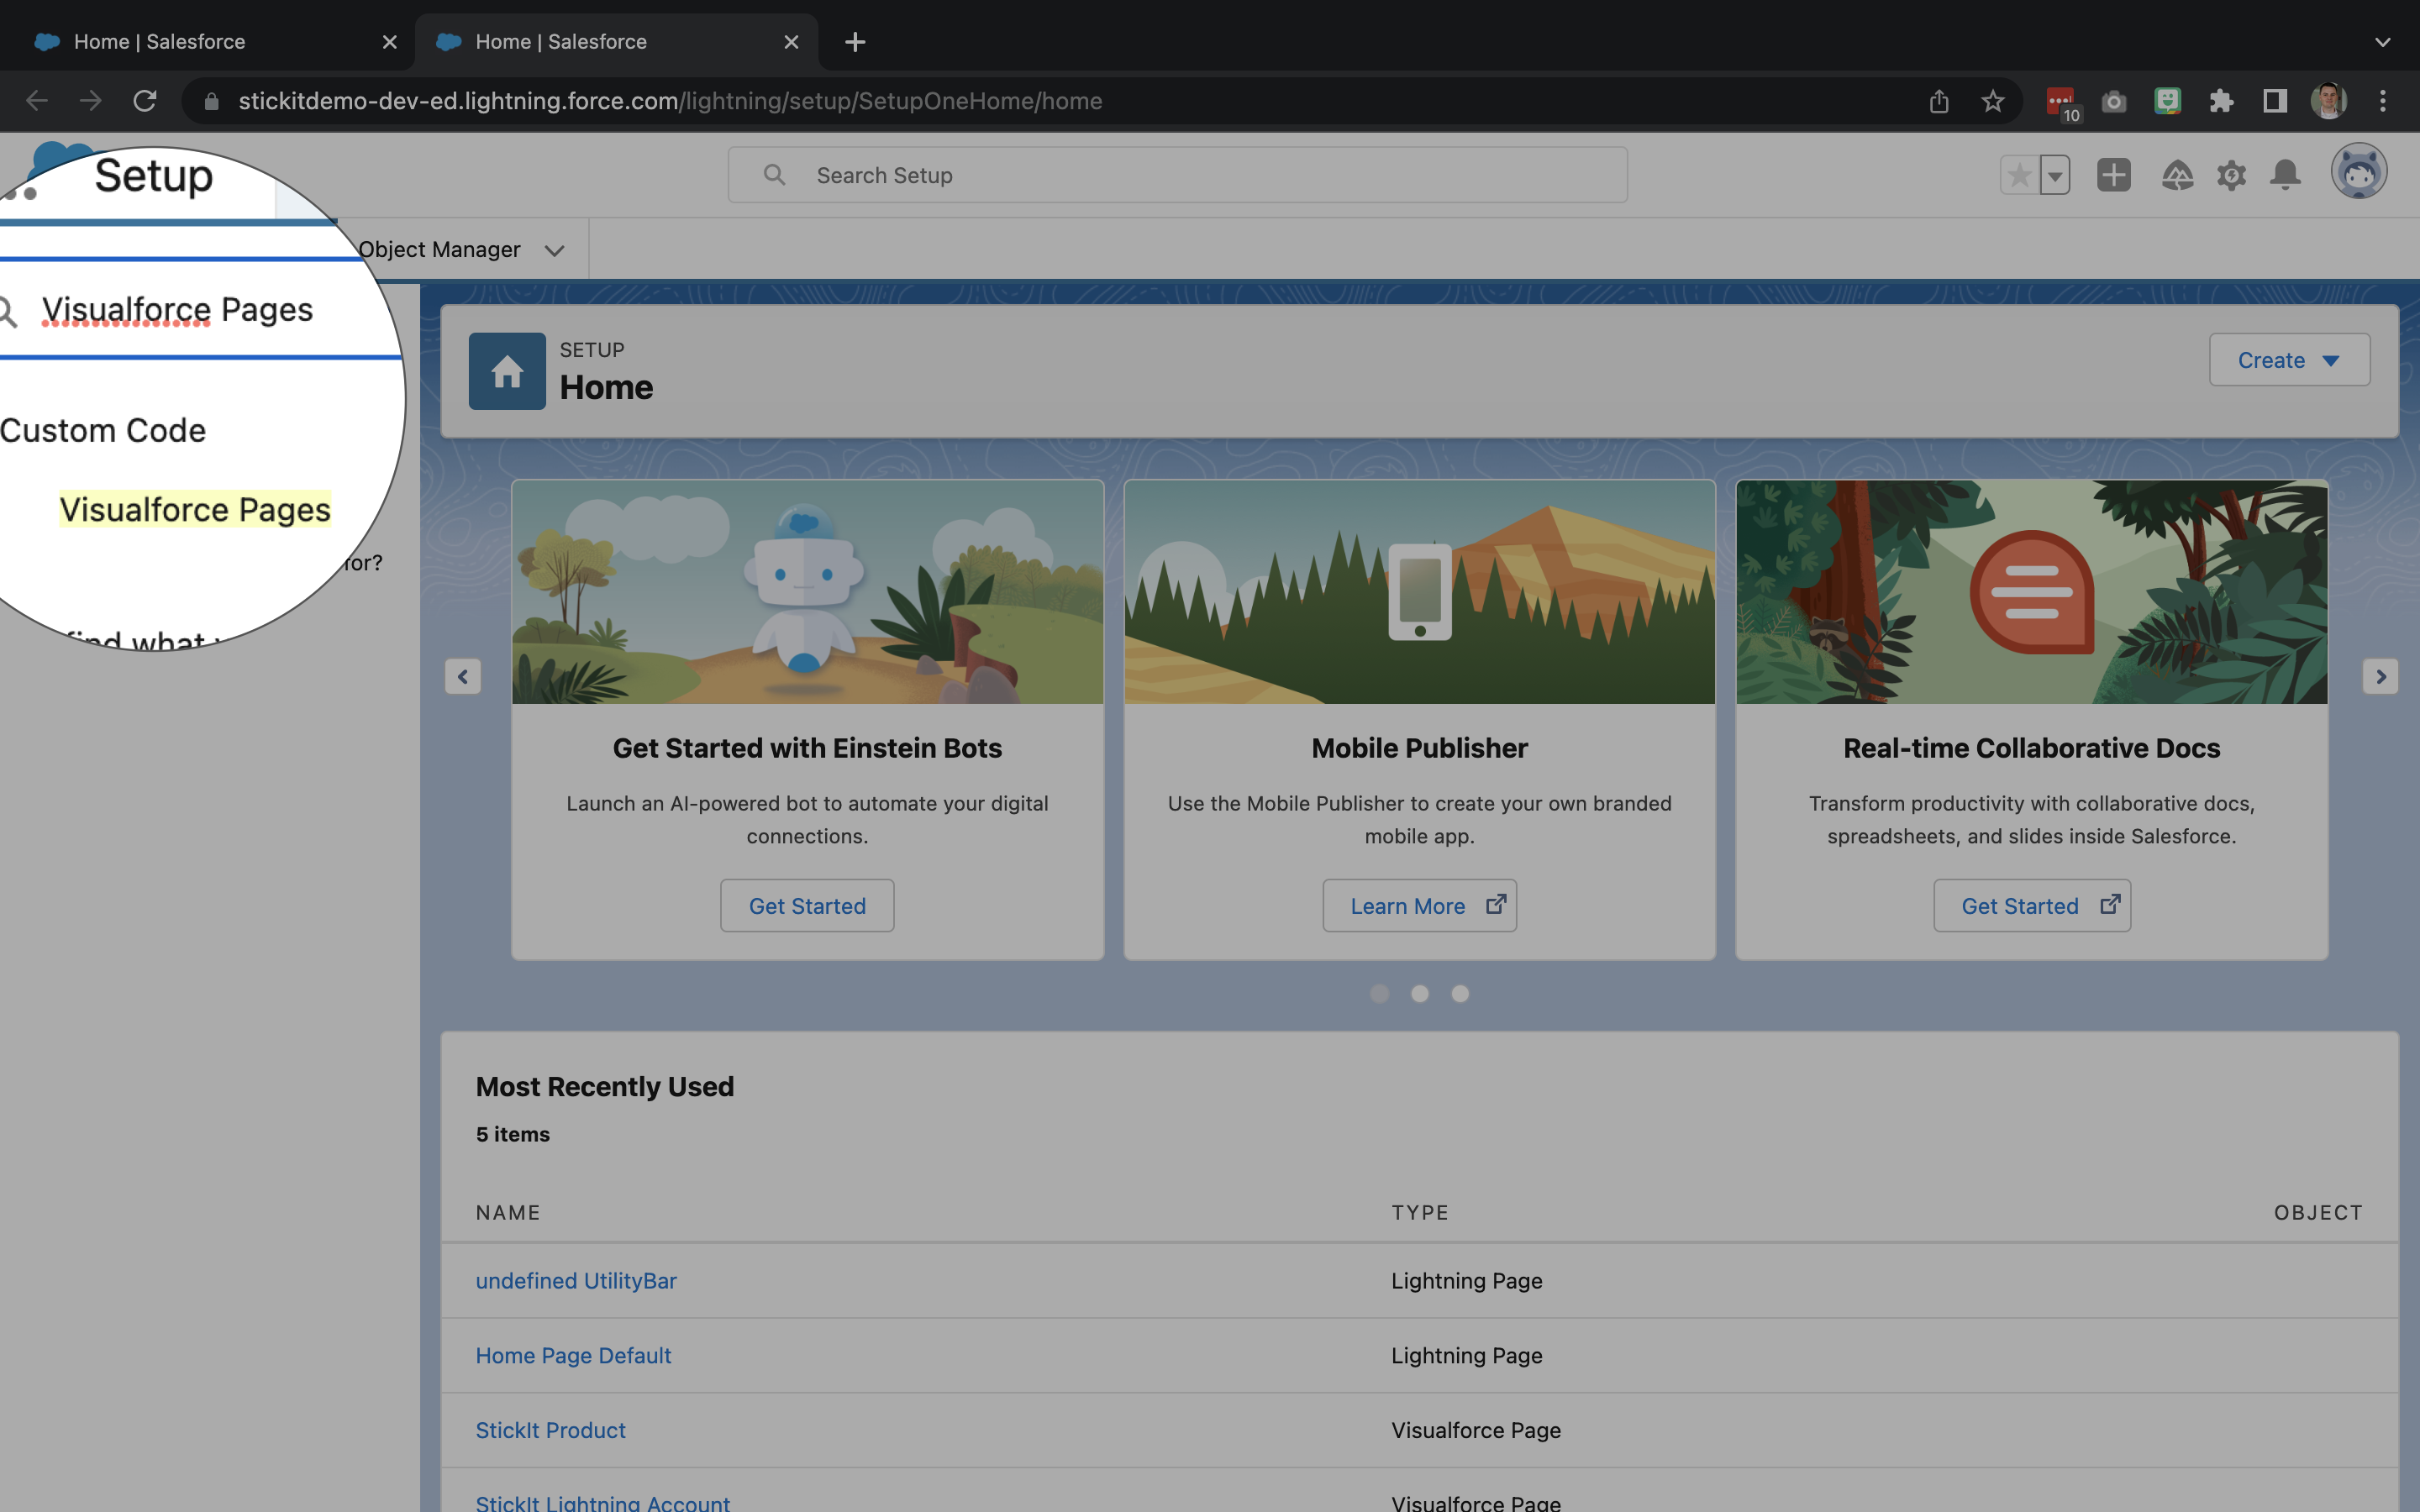 Home | Salesforce
Home | Salesforce
stickitdemo-dev-ed.lightning.force.com/lightning/setup/SetupOneHome/home
10
Setup
Search Setup
Object Manager
Visualforce Pages
Custom Code
Visualforce Pages
for?
find what
SETUP
Home
Create
Get Started with Einstein Bots
Launch an AI-powered bot to automate your digital
connections.
Get Started
Mobile Publisher
Use the Mobile Publisher to create your own branded
mobile app.
Learn More
Real-time Collaborative Docs
Transform productivity with collaborative docs,
spreadsheets, and slides inside Salesforce.
Get Started
Most Recently Used
5 items
NAME TYPE OBJECT
undefined UtilityBar Lightning Page
Home Page Default Lightning Page
StickIt Product Visualforce Page
StickIt Lightning Account Visualforce Page